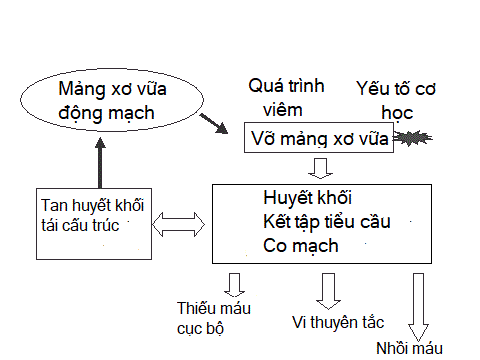 Mảng xơ vữa
động mạch
Quá trình
viêm
Yếu tố cơ
học
Vỡ mảng xơ vữa
Tan huyết khối
tái cấu trúc
Huyết khối
Kết tập tiểu cầu
Co mạch
Thiếu máu
cục bộ
Vi thuyên tắc
Nhồi máu